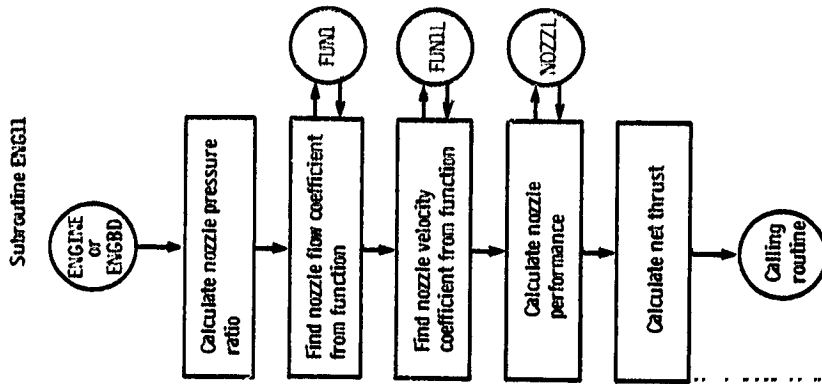 Subroutine ENG11
ENGINE
or
ENGBD
Calculate nozzle pressure
ratio
Find nozzle flow coefficient
from function
FUN1
Find nozzle velocity
coefficient from function
FUN1L
Calculate nozzle
performance
NOZZ1
Calculate net thrust
Calling
routine